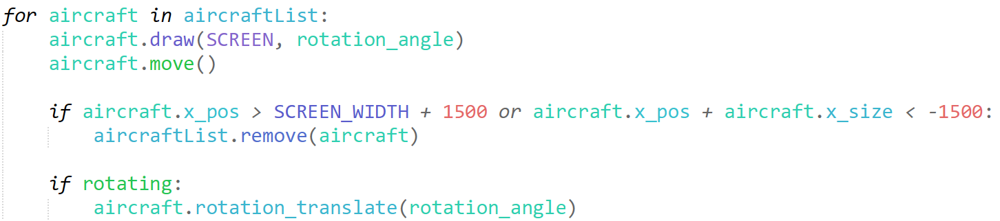 for aircraft in aircraftList:
    aircraft.draw(SCREEN, rotation_angle)
    aircraft.move()

    if aircraft.x_pos > SCREEN_WIDTH + 1500 or aircraft.x_pos + aircraft.x_size < -1500:
        aircraftList.remove(aircraft)

    if rotating:
        aircraft.rotation_translate(rotation_angle)